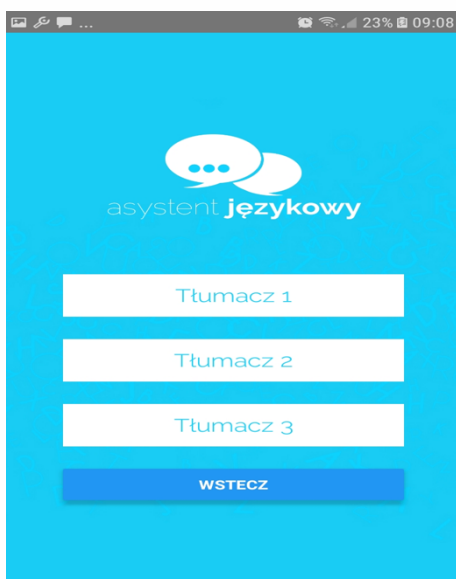 ... 23% 09:08
asystent językowy
Tłumacz 1
Tłumacz 2
Tłumacz 3
WSTECZ